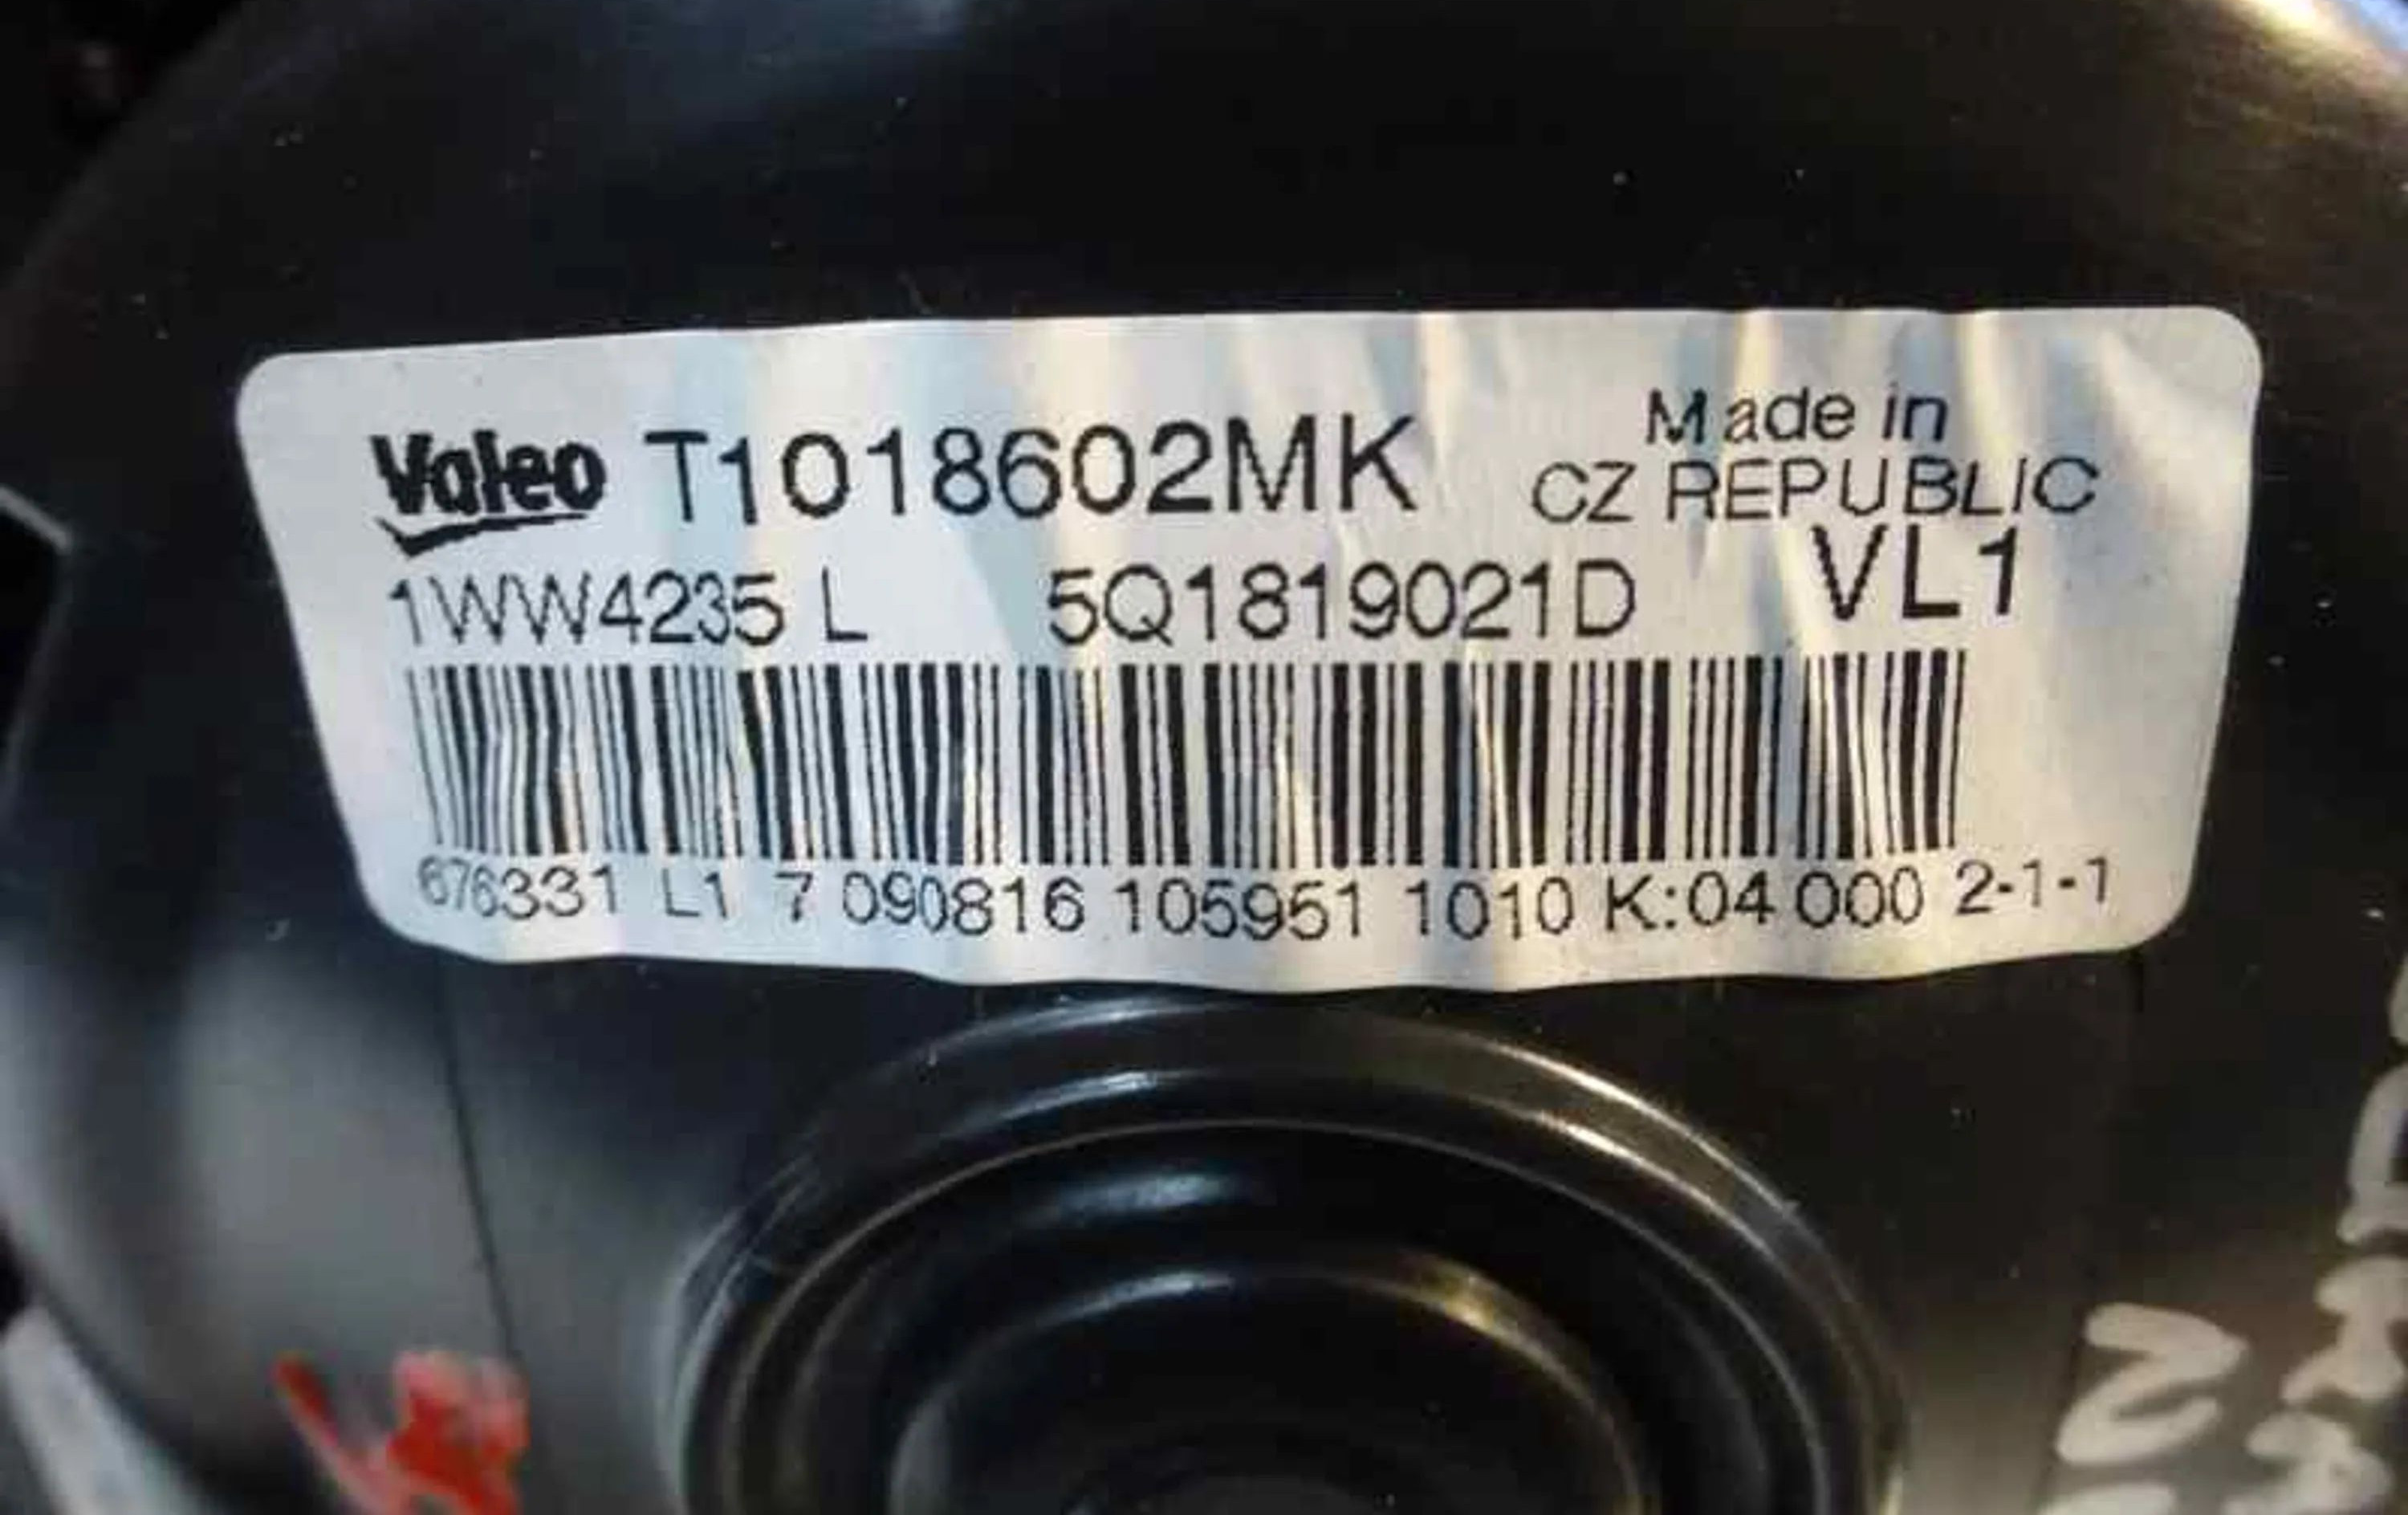 Valeo T1018602MK Made in
CZ REPUBLIC
1WW4235 L 5Q1819021D VL1
676331 L1 7 090816 105951 1010 K:04 000 2-1-1